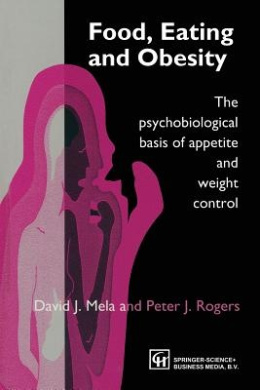 Food, Eating
and Obesity
The
psychobiological
basis of appetite
and
weight
control
David J. Mela and Peter J. Rogers
SPRINGER-SCIENCE+
BUSINESS MEDIA, B.V.